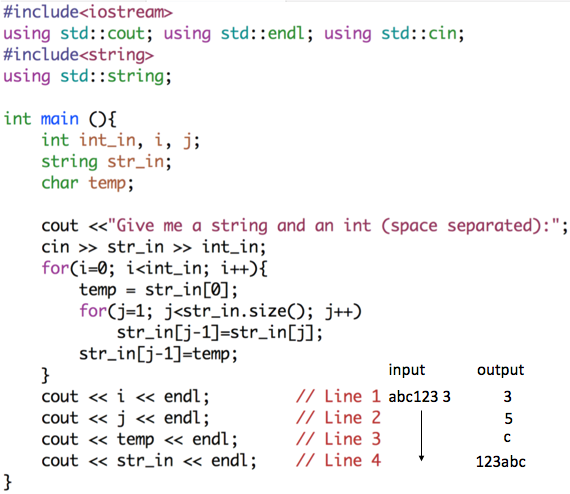 #include<iostream>
using std::cout; using std::endl; using std::cin;
#include<string>
using std::string;
int main (){
    int int_in, i, j;
    string str_in;
    char temp;
    cout <<"Give me a string and an int (space separated):";
    cin >> str_in >> int_in;
    for(i=0; i<int_in; i++){
        temp = str_in[0];
        for(j=1; j<str_in.size(); j++)
            str_in[j-1]=str_in[j];
        str_in[j-1]=temp;
    }
input output
    cout << i << endl;         // Line 1 abc123 3 3
    cout << j << endl;         // Line 2 5
    cout << temp << endl;      // Line 3 c
    cout << str_in << endl;    // Line 4 123abc
}